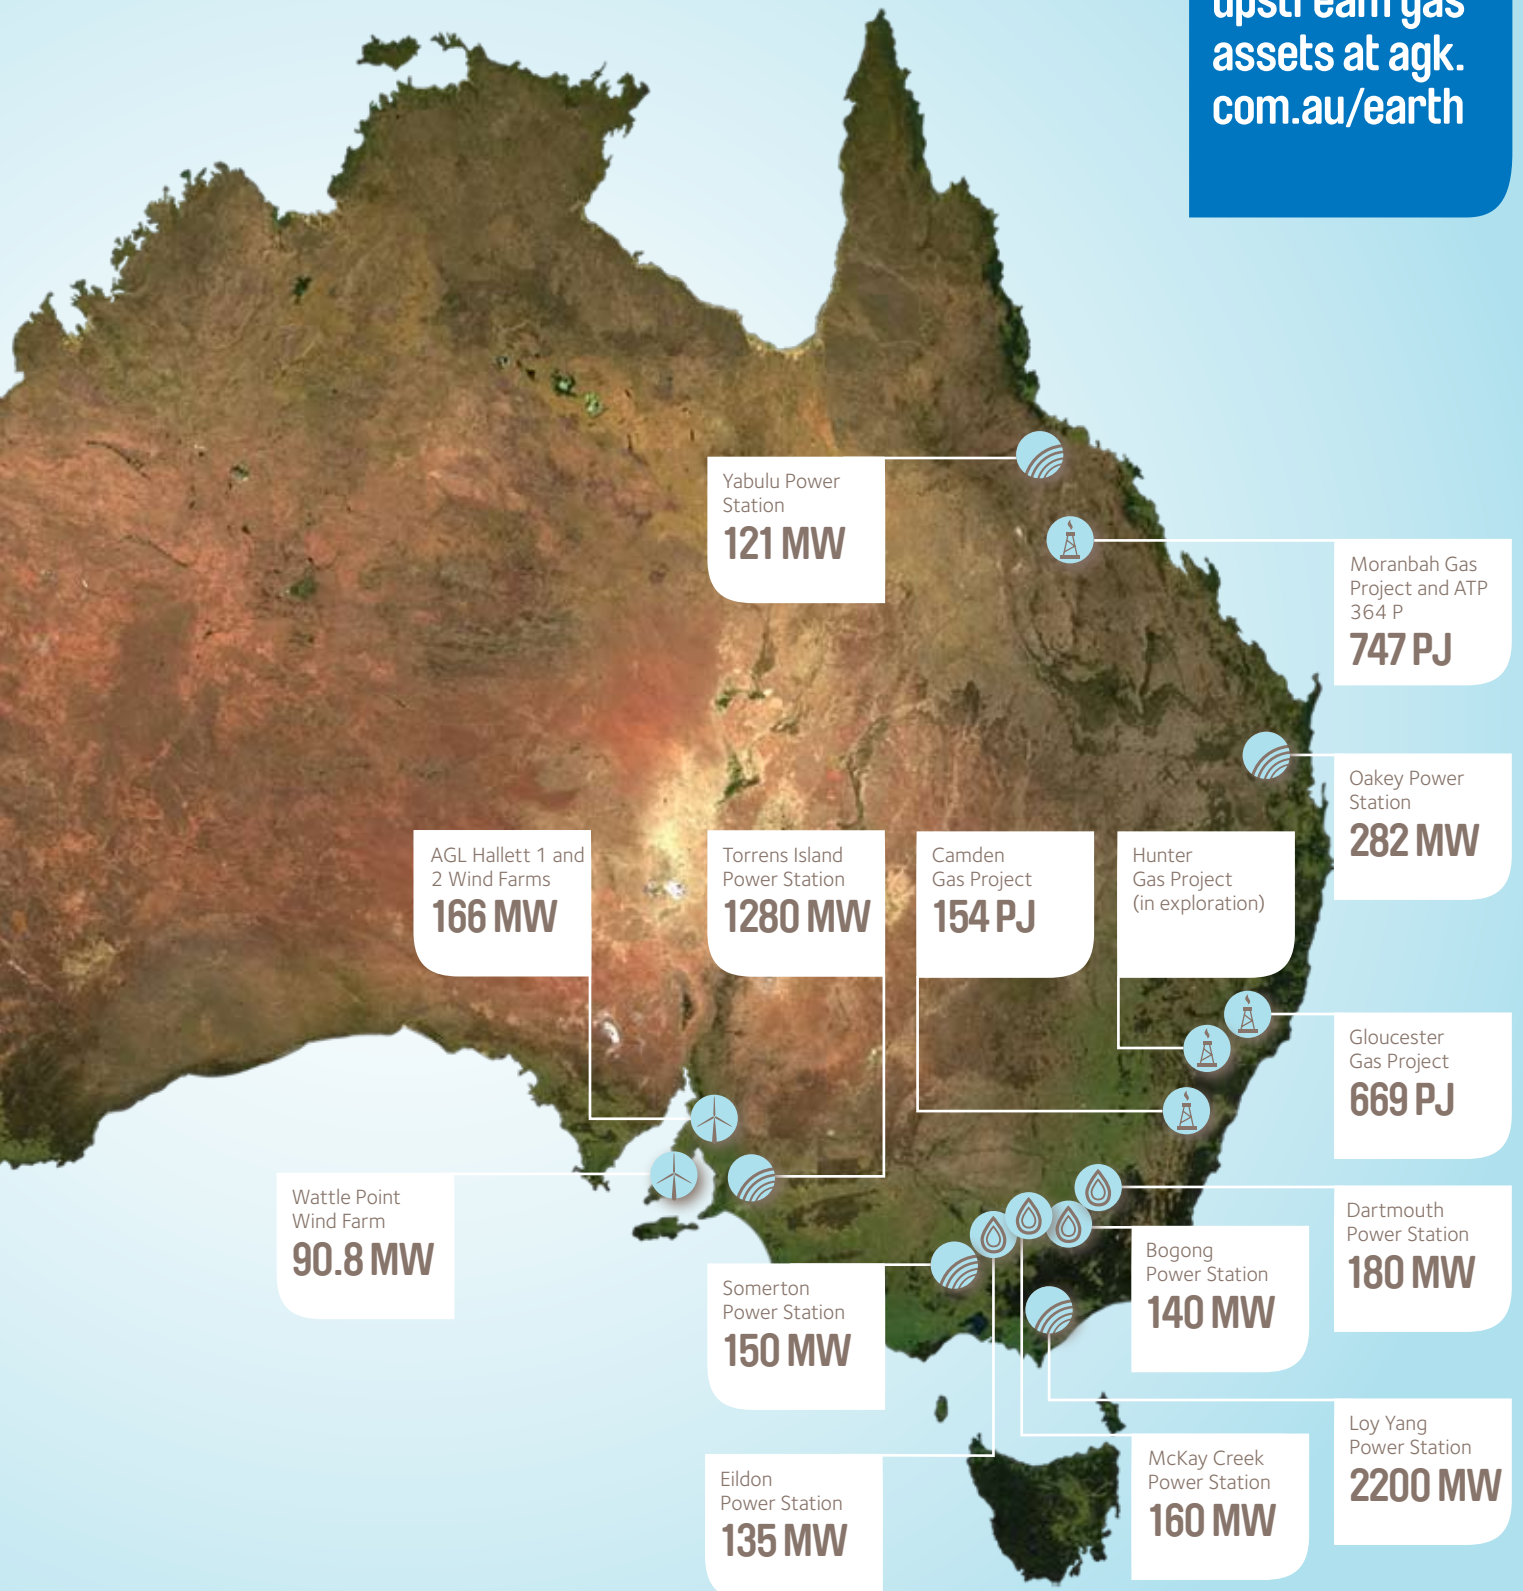 upstream gas
assets at agk.
com.au/earth
Yabulu Power
Station
121 MW
Moranbah Gas
Project and ATP
364 P
747 PJ
Oakey Power
Station
282 MW
AGL Hallett 1 and
2 Wind Farms
166 MW
Torrens Island
Power Station
1280 MW
Camden
Gas Project
154 PJ
Hunter
Gas Project
(in exploration)
Gloucester
Gas Project
669 PJ
Wattle Point
Wind Farm
90.8 MW
Dartmouth
Power Station
180 MW
Bogong
Power Station
140 MW
Somerton
Power Station
150 MW
Loy Yang
Power Station
2200 MW
McKay Creek
Power Station
160 MW
Eildon
Power Station
135 MW